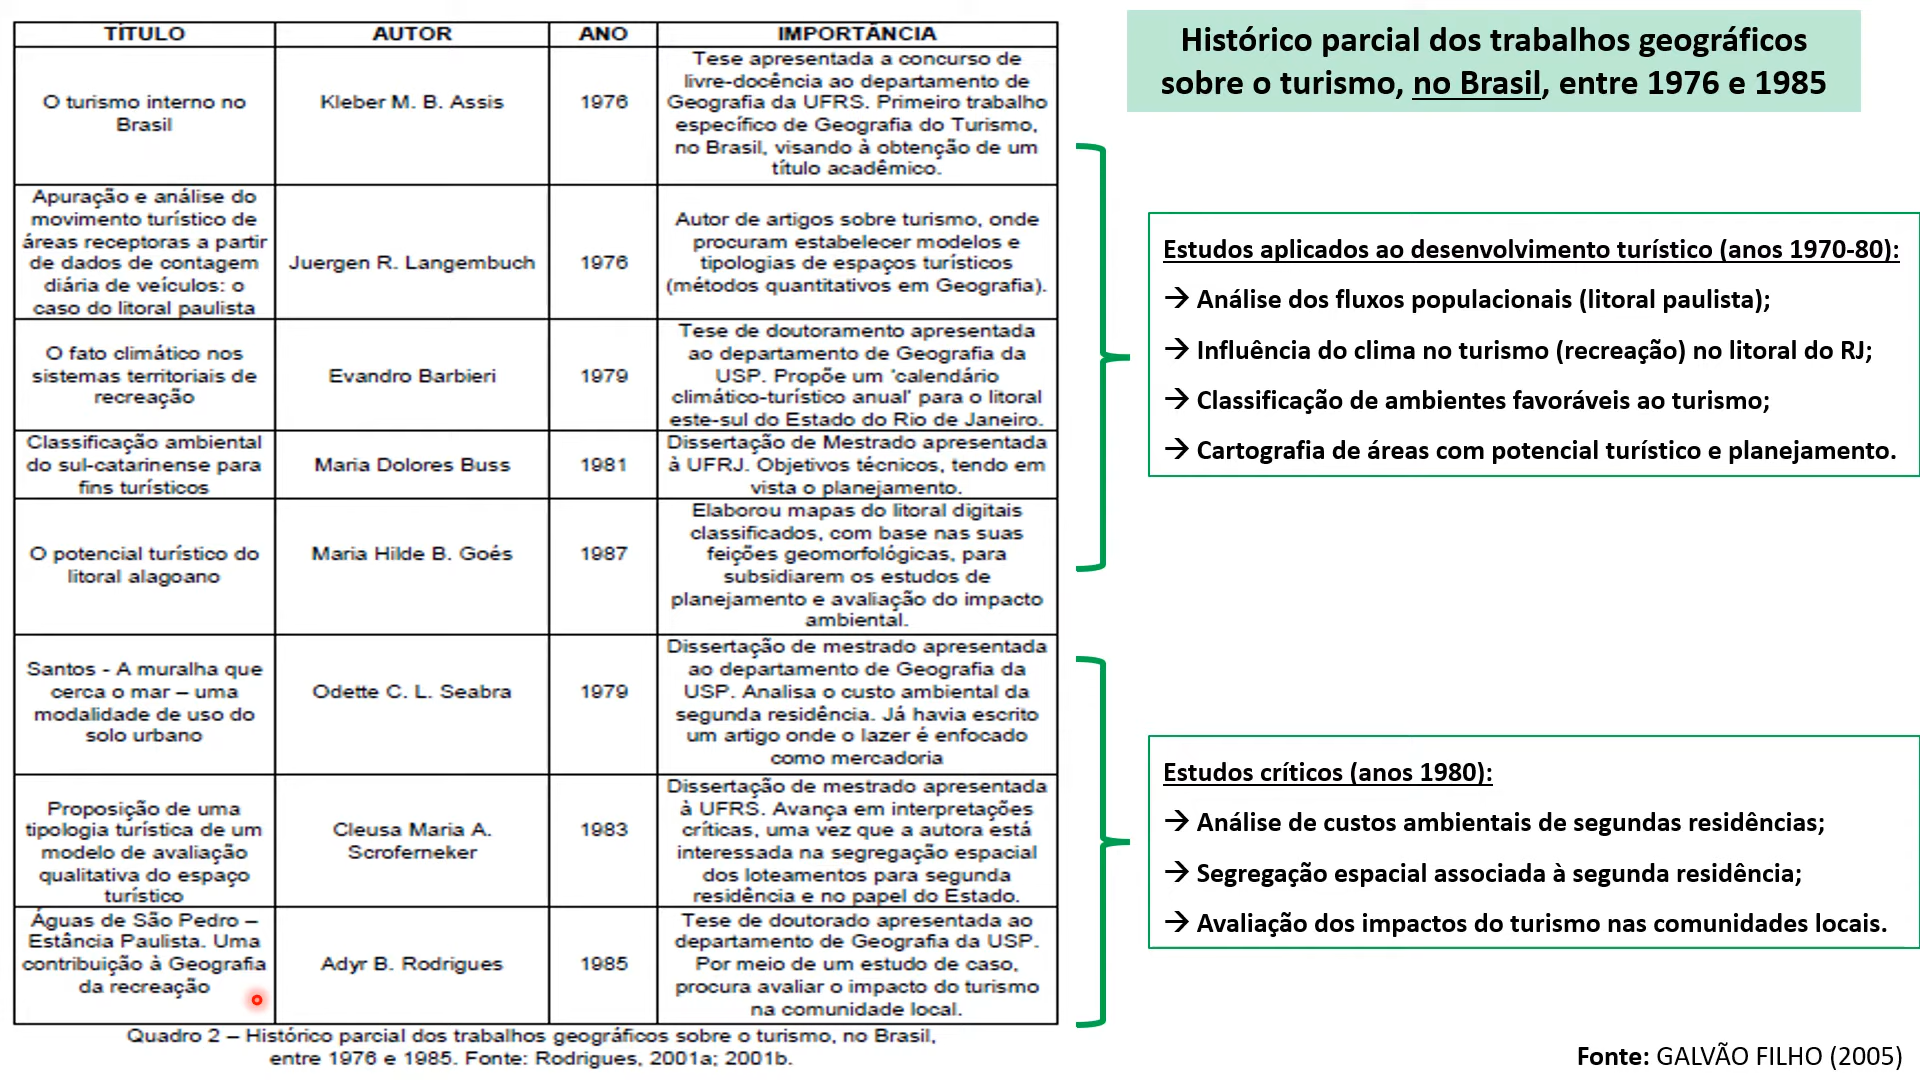 TÍTULO AUTOR ANO IMPORTÂNCIA
O turismo interno no
Brasil
Kleber M. B. Assis
1976
Tese apresentada a concurso de
livre-docência ao departamento de
Geografia da UFRS. Primeiro trabalho
específico de Geografia do Turismo,
no Brasil, visando à obtenção de um
título acadêmico.
Apuração e análise do
movimento turístico de
áreas receptoras a partir
de dados de contagem
diária de veículos: o
caso do litoral paulista
Juergen R. Langembuch
1976
Autor de artigos sobre turismo, onde
procuram estabelecer modelos e
tipologias de espaços turísticos
(métodos quantitativos em Geografia).
O fato climático nos
sistemas territoriais de
recreação
Evandro Barbieri
1979
Tese de doutoramento apresentada
ao departamento de Geografia da
USP. Propõe um 'calendário
climático-turístico anual' para o litoral
este-sul do Estado do Rio de Janeiro.
Classificação ambiental
do sul-catarinense para
fins turísticos
Maria Dolores Buss
1981
Dissertação de Mestrado apresentada
à UFRJ. Objetivos técnicos, tendo em
vista o planejamento.
O potencial turístico do
litoral alagoano
Maria Hilde B. Goés
1987
Elaborou mapas do litoral digitais
classificados, com base nas suas
feições geomorfológicas, para
subsidiarem os estudos de
planejamento e avaliação do impacto
ambiental.
Santos - A muralha que
cerca o mar – uma
modalidade de uso do
solo urbano
Odette C. L. Seabra
1979
Dissertação de mestrado apresentada
ao departamento de Geografia da
USP. Analisa o custo ambiental da
segunda residência. Já havia escrito
um artigo onde o lazer é enfocado
como mercadoria
Proposição de uma
tipologia turística de um
modelo de avaliação
qualitativa do espaço
turístico
Cleusa Maria A.
Scroferneker
1983
Dissertação de mestrado apresentada
à UFRS. Avança em interpretações
críticas, uma vez que a autora está
interessada na segregação espacial
dos loteamentos para segunda
residência e no papel do Estado.
Águas de São Pedro –
Estância Paulista. Uma
contribuição à Geografia
da recreação
Adyr B. Rodrigues
1985
Tese de doutorado apresentada ao
departamento de Geografia da USP.
Por meio de um estudo de caso,
procura avaliar o impacto do turismo
na comunidade local.
Quadro 2 – Histórico parcial dos trabalhos geográficos sobre o turismo, no Brasil,
entre 1976 e 1985. Fonte: Rodrigues, 2001a; 2001b.
Histórico parcial dos trabalhos geográficos
sobre o turismo, no Brasil, entre 1976 e 1985
Estudos aplicados ao desenvolvimento turístico (anos 1970-80):
→ Análise dos fluxos populacionais (litoral paulista);
→ Influência do clima no turismo (recreação) no litoral do RJ;
→ Classificação de ambientes favoráveis ao turismo;
→ Cartografia de áreas com potencial turístico e planejamento.
Estudos críticos (anos 1980):
→ Análise de custos ambientais de segundas residências;
→ Segregação espacial associada à segunda residência;
→ Avaliação dos impactos do turismo nas comunidades locais.
Fonte: GALVÃO FILHO (2005)